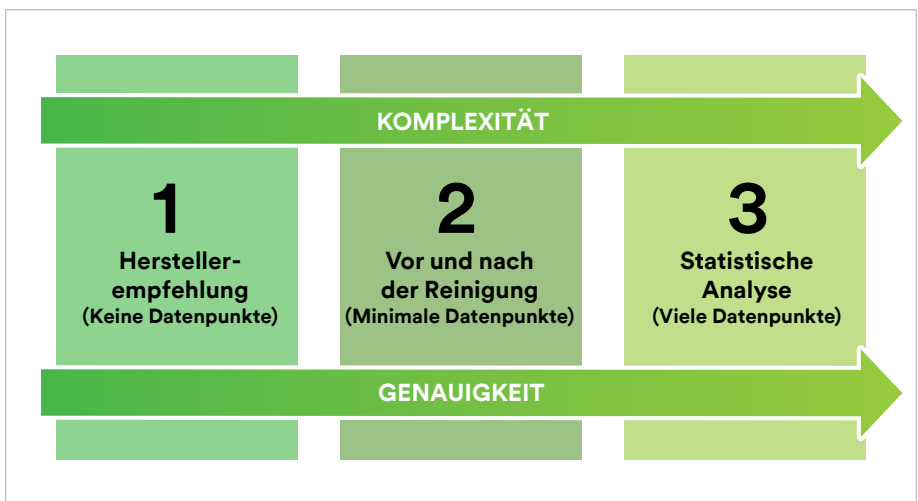 KOMPLEXITÄT
1
Hersteller-
empfehlung
(Keine Datenpunkte)
2
Vor und nach
der Reinigung
(Minimale Datenpunkte)
3
Statistische
Analyse
(Viele Datenpunkte)
GENAUIGKEIT